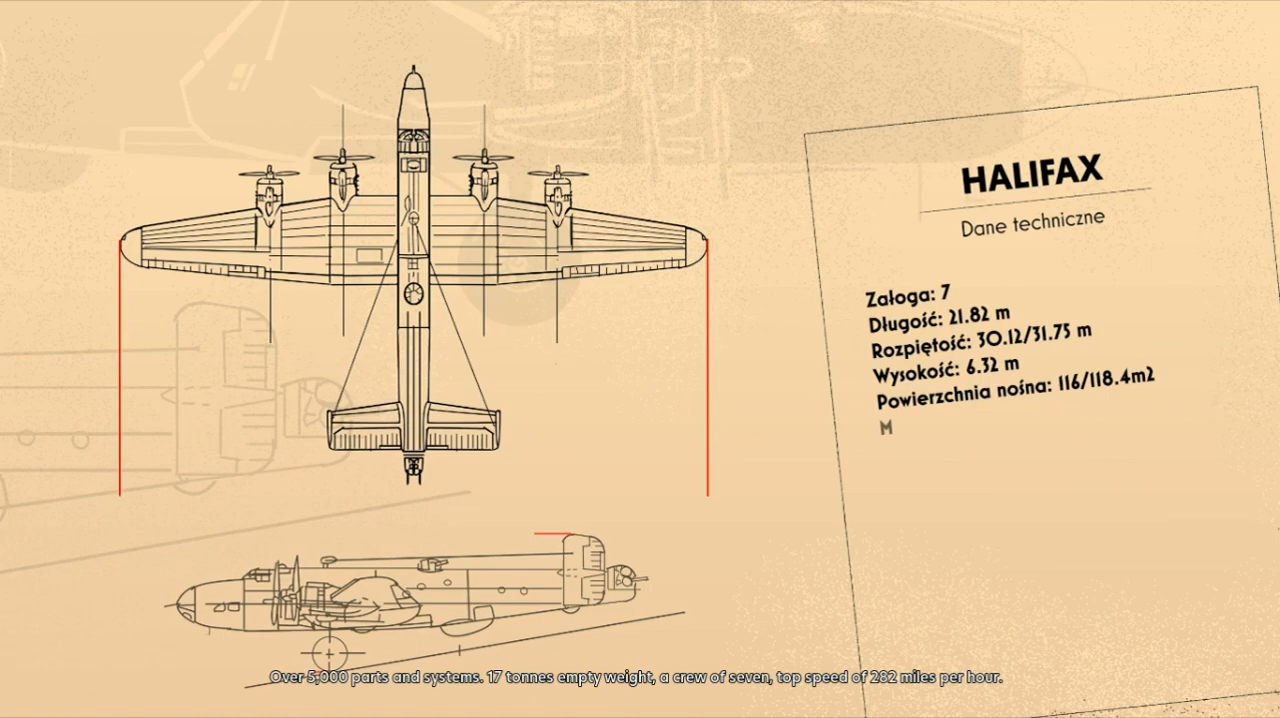 HALIFAX
Dane techniczne
Załoga: 7
Długość: 21.82 m
Rozpiętość: 30.12/31.75 m
Wysokość: 6.32 m
Powierzchnia nośna: 116/118.4m2
M
Over 5,000 parts and systems. 17 tonnes empty weight, a crew of seven, top speed of 282 miles per hour.